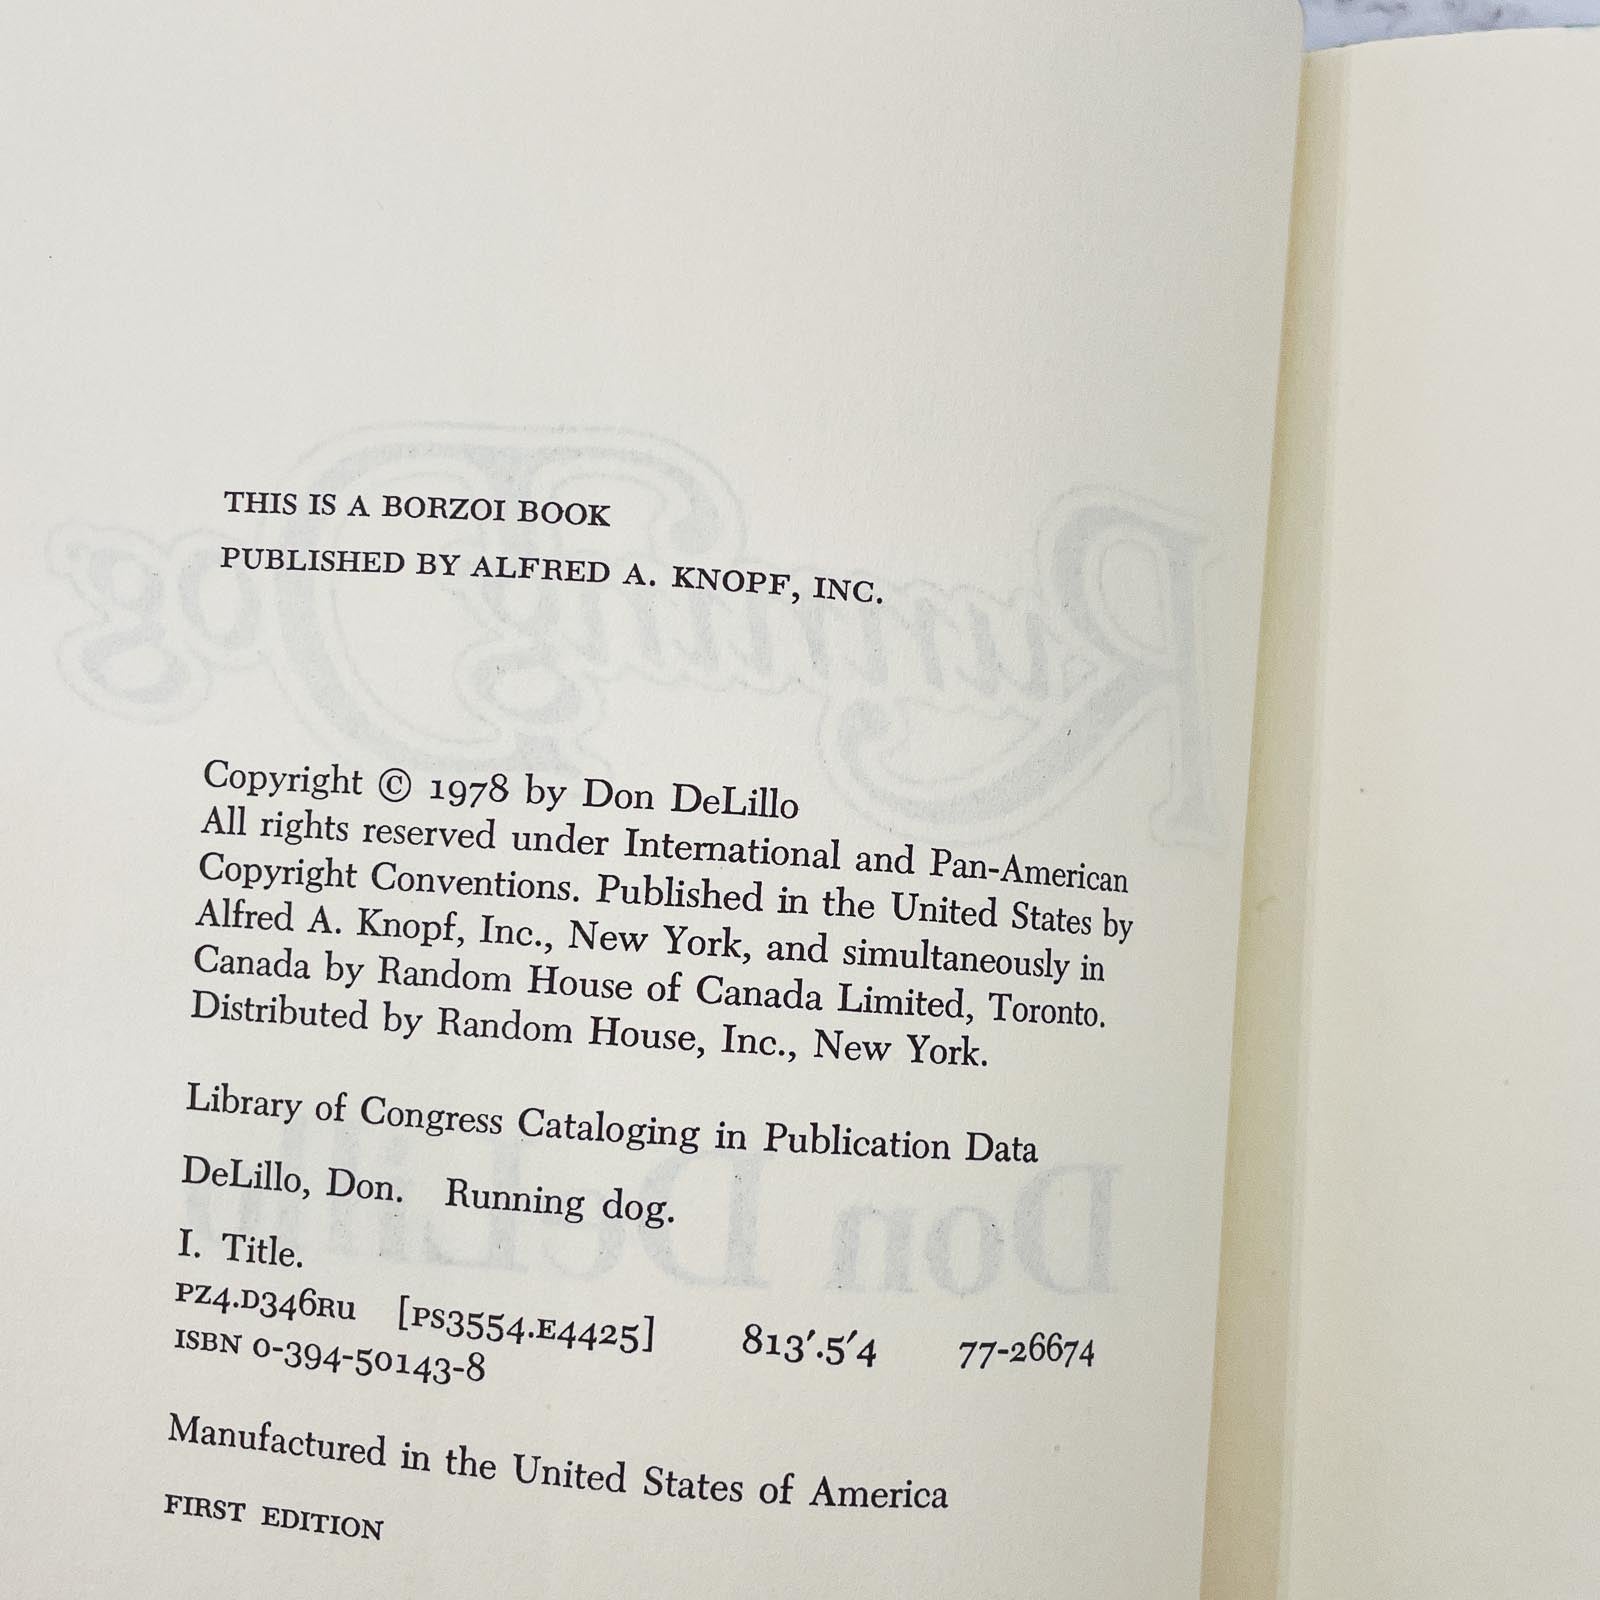 THIS IS A BORZOI BOOK
PUBLISHED BY ALFRED A. KNOPF, INC.
Copyright © 1978 by Don DeLillo
All rights reserved under International and Pan-American
Copyright Conventions. Published in the United States by
Alfred A. Knopf, Inc., New York, and simultaneously in
Canada by Random House of Canada Limited, Toronto.
Distributed by Random House, Inc., New York.
Library of Congress Cataloging in Publication Data
DeLillo, Don. Running dog.
I. Title.
PZ4.D346Ru [PS3554.E4425] 813'.5'4 77-26674
ISBN 0-394-50143-8
Manufactured in the United States of America
FIRST EDITION
Running Dog
Don DeLillo